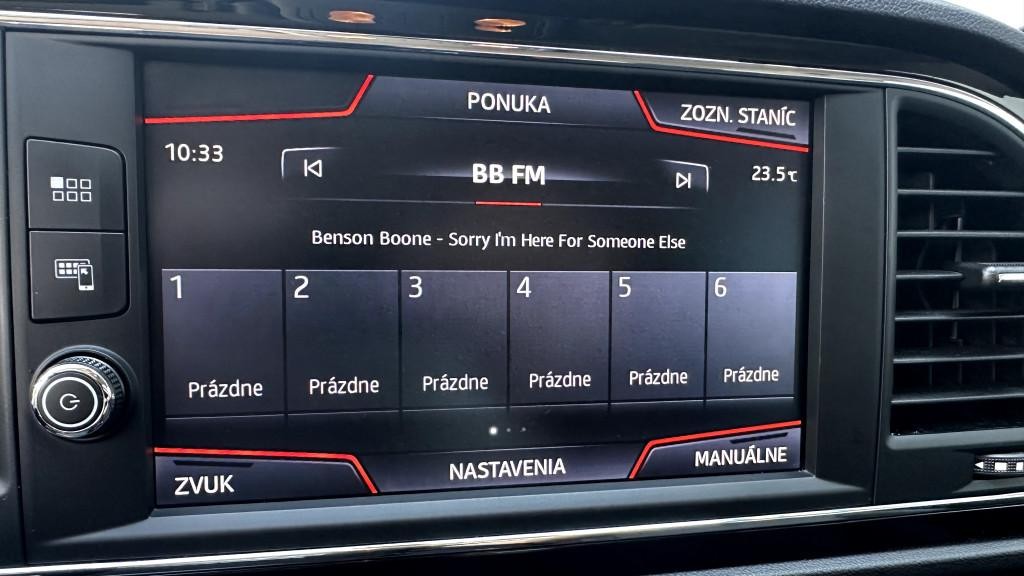 PONUKA
ZOZN. STANÍC
10:33
BB FM
23.5℃
Benson Boone - Sorry I'm Here For Someone Else
1 2 3 4 5 6
Prázdne Prázdne Prázdne Prázdne Prázdne Prázdne
ZVUK
NASTAVENIA
MANUÁLNE